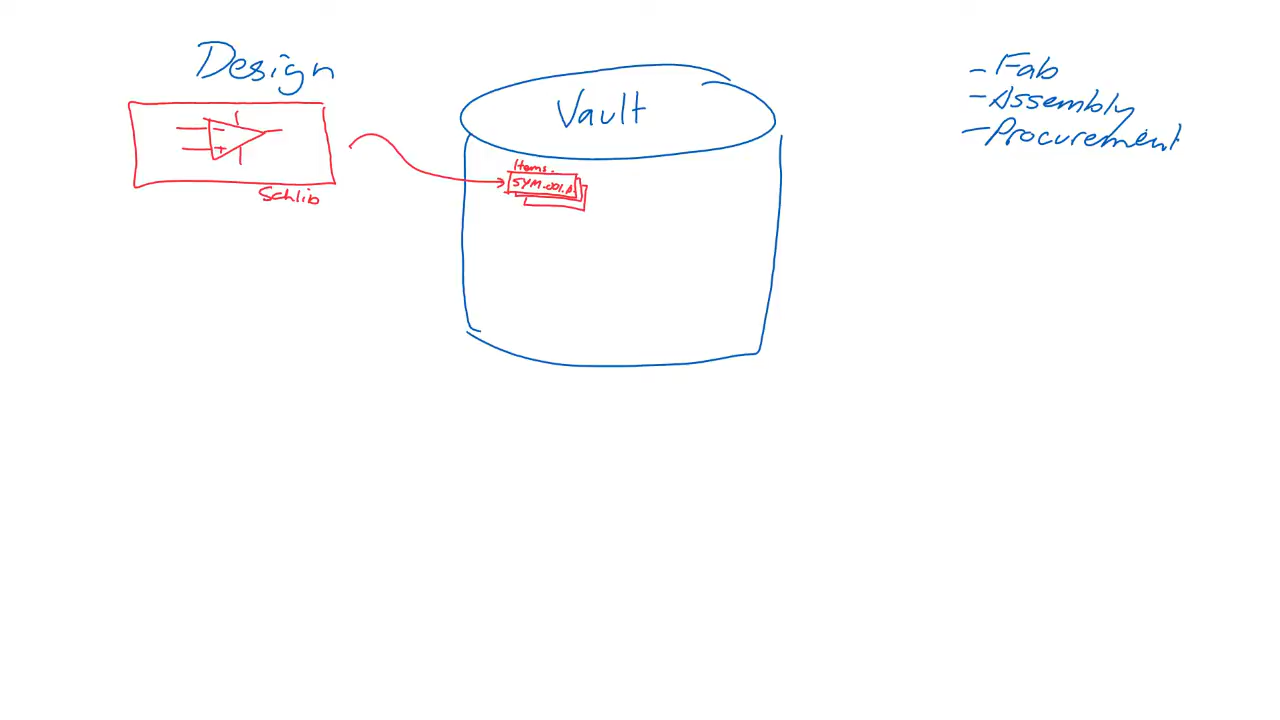 Design
Schlib
Vault
Items.
SYM.001.A.
- Fab
- Assembly
- Procurement